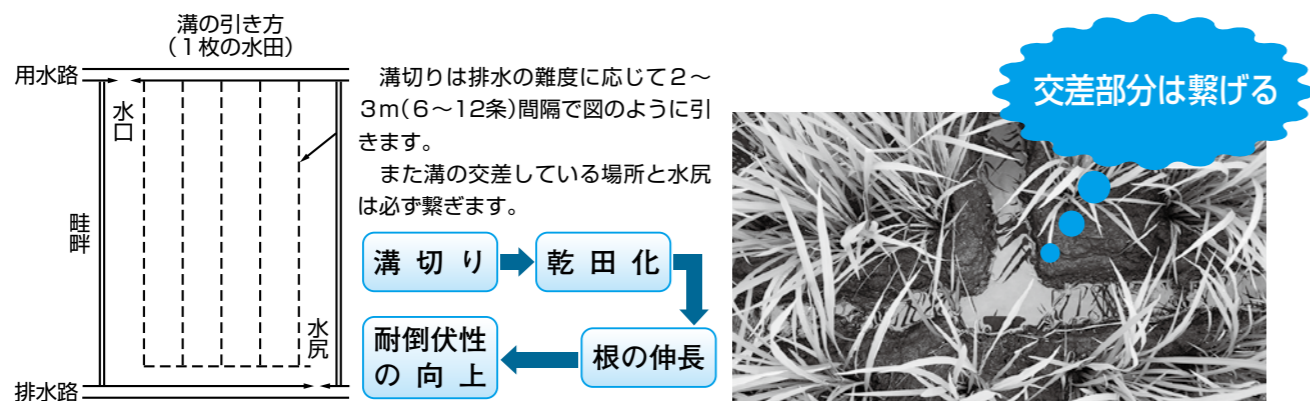 溝の引き方
(1枚の水田)
用水路
水口
畦畔
水尻
排水路
溝切りは排水の難度に応じて2〜
3m(6〜12条)間隔で図のように引
きます。
また溝の交差している場所と水尻
は必ず繋ぎます。
溝切り
乾田化
根の伸長
耐倒伏性
の向上
交差部分は繋げる